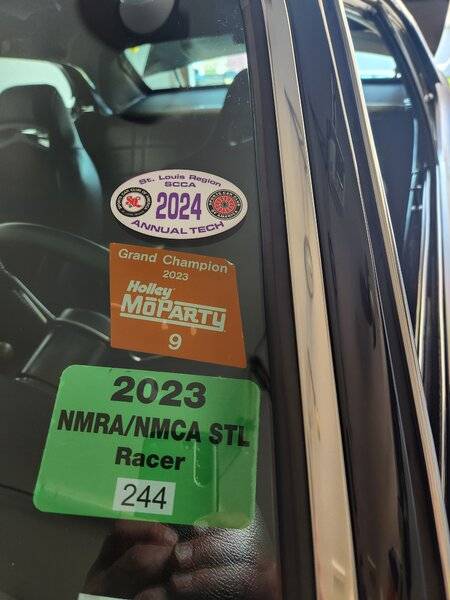 St. Louis Region
SCCA
2024
ANNUAL TECH
Grand Champion
2023
Holley
MoPARTY
9
2023
NMRA/NMCA STL
Racer
244